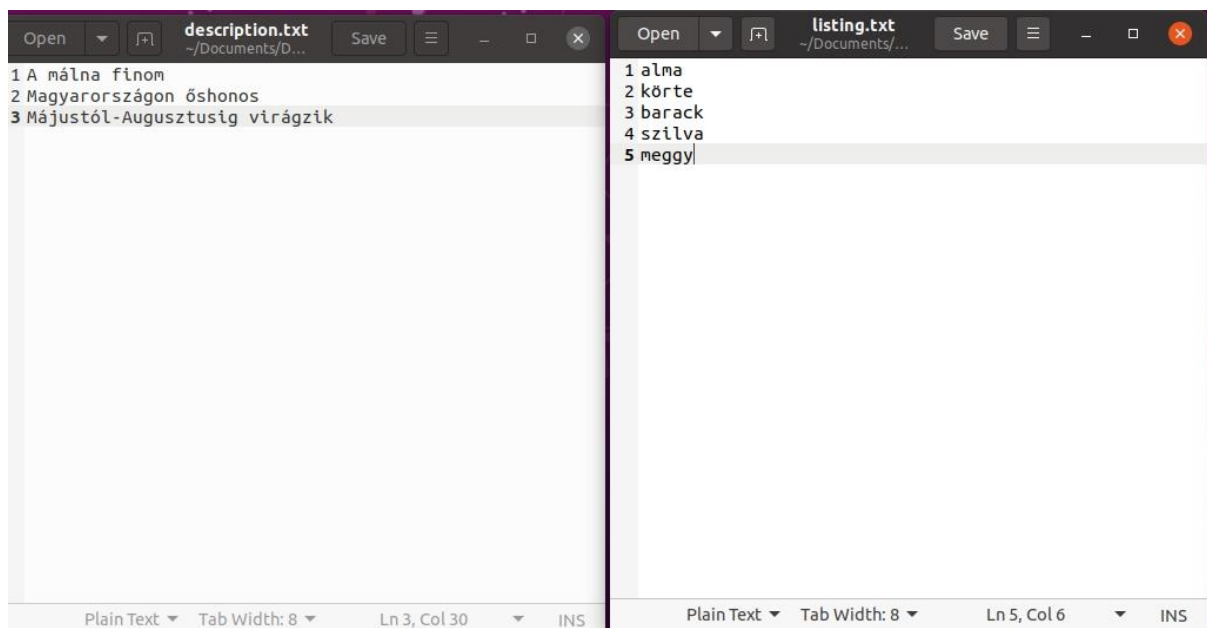 Open
description.txt
~/Documents/D...
Save
1 A málna finom
2 Magyarországon őshonos
3 Májustól-Augusztusig virágzik
Plain Text Tab Width: 8 Ln 3, Col 30 INS
Open
listing.txt
~/Documents/...
Save
1 alma
2 körte
3 barack
4 szilva
5 meggy
Plain Text Tab Width: 8 Ln 5, Col 6 INS